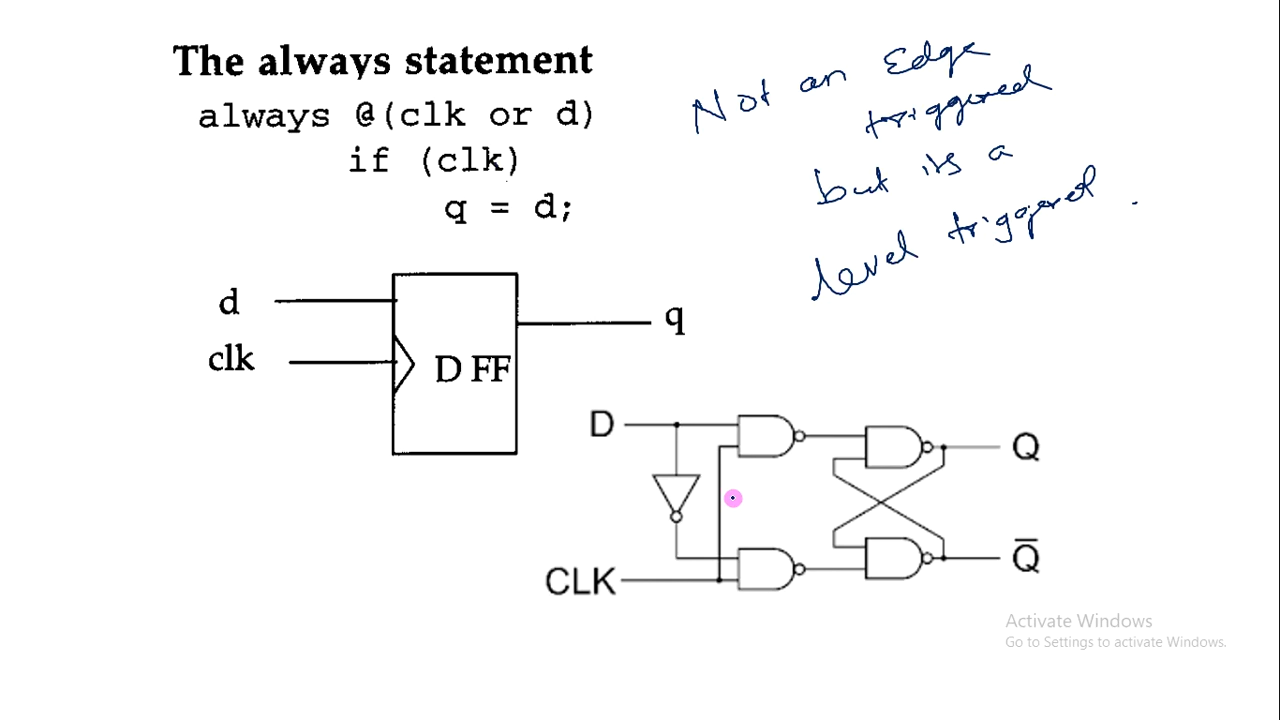 The always statement
always @(clk or d)
if (clk)
q = d;
Not an Edge
triggered
but its a
level triggered.
d
clk
D FF
q
D
CLK
Q
Q̅
Activate Windows
Go to Settings to activate Windows.